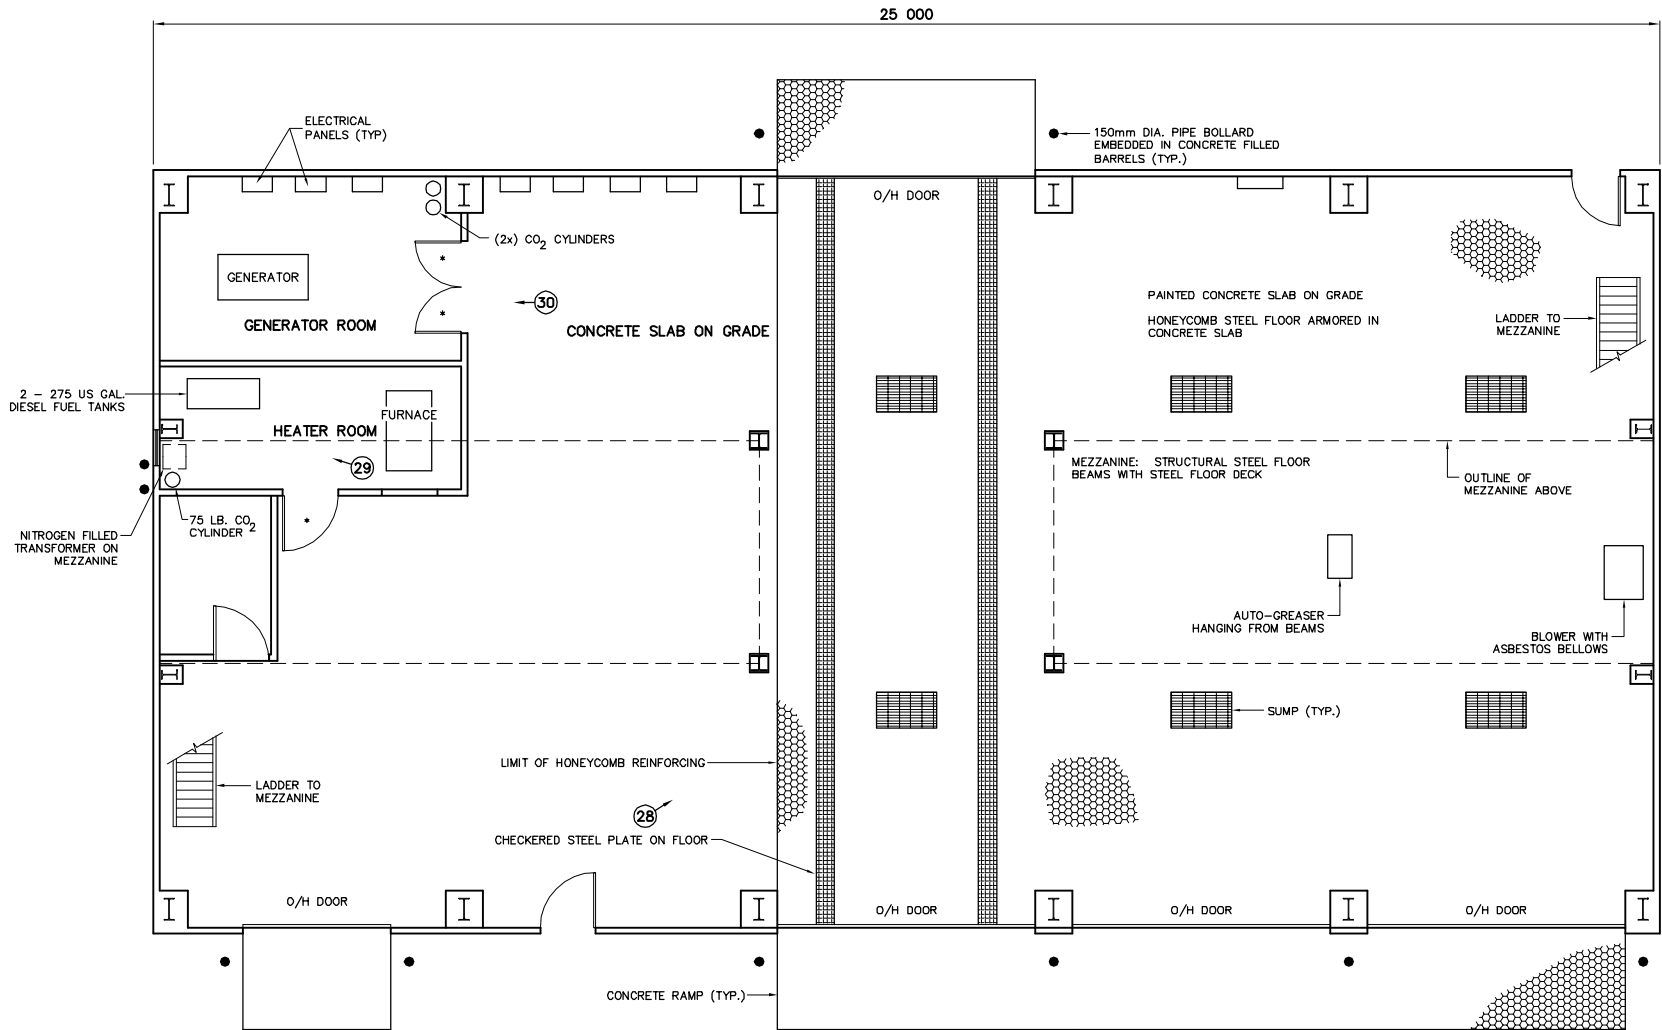 25 000
ELECTRICAL
PANELS (TYP)
150mm DIA. PIPE BOLLARD
EMBEDDED IN CONCRETE FILLED
BARRELS (TYP.)
O/H DOOR
(2x) CO2 CYLINDERS
*
GENERATOR
30
*
GENERATOR ROOM
CONCRETE SLAB ON GRADE
PAINTED CONCRETE SLAB ON GRADE
HONEYCOMB STEEL FLOOR ARMORED IN
CONCRETE SLAB
LADDER TO
MEZZANINE
2 - 275 US GAL.
DIESEL FUEL TANKS
FURNACE
HEATER ROOM
29
MEZZANINE: STRUCTURAL STEEL FLOOR
BEAMS WITH STEEL FLOOR DECK
OUTLINE OF
MEZZANINE ABOVE
75 LB. CO2
CYLINDER
*
NITROGEN FILLED
TRANSFORMER ON
MEZZANINE
AUTO-GREASER
HANGING FROM BEAMS
BLOWER WITH
ASBESTOS BELLOWS
SUMP (TYP.)
LIMIT OF HONEYCOMB REINFORCING
LADDER TO
MEZZANINE
28
CHECKERED STEEL PLATE ON FLOOR
O/H DOOR
O/H DOOR
O/H DOOR
O/H DOOR
CONCRETE RAMP (TYP.)